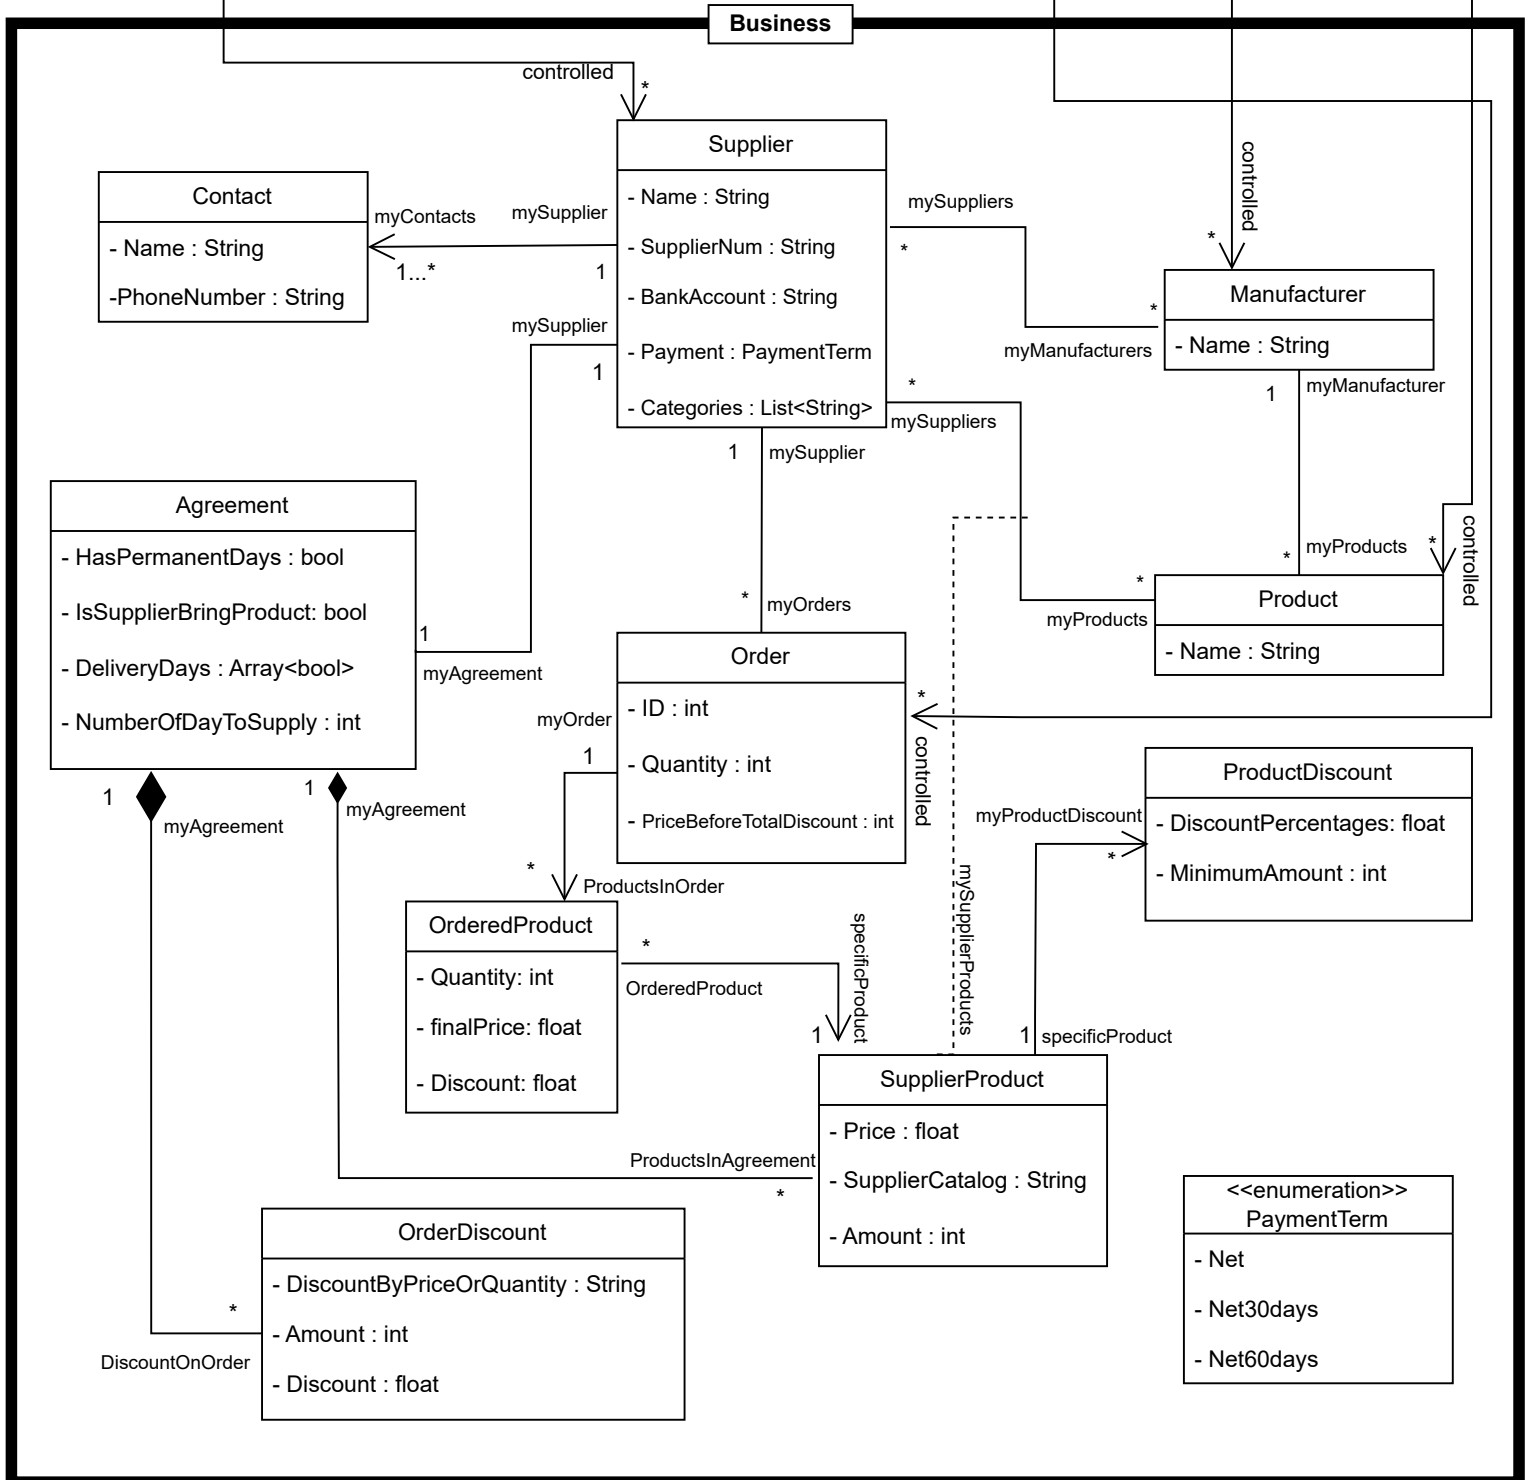 Business
controlled
*
Supplier
- Name : String
- SupplierNum : String
- BankAccount : String
- Payment : PaymentTerm
- Categories : List<String>
Contact
- Name : String
-PhoneNumber : String
myContacts
1...*
mySupplier
1
mySuppliers
*
*
myManufacturers
controlled
*
Manufacturer
- Name : String
1
myManufacturer
mySupplier
1
*
mySuppliers
1
mySupplier
Agreement
- HasPermanentDays : bool
- IsSupplierBringProduct: bool
- DeliveryDays : Array<bool>
- NumberOfDayToSupply : int
1
myAgreement
*
myOrders
*
myProducts
*
controlled
*
myProducts
Product
- Name : String
Order
- ID : int
- Quantity : int
- PriceBeforeTotalDiscount : int
*
controlled
myOrder
1
1
myAgreement
1
myAgreement
*
ProductsInOrder
ProductDiscount
- DiscountPercentages: float
- MinimumAmount : int
myProductDiscount
*
mySupplierProducts
OrderedProduct
- Quantity: int
- finalPrice: float
- Discount: float
*
OrderedProduct
specificProduct
1
1
specificProduct
SupplierProduct
- Price : float
- SupplierCatalog : String
- Amount : int
ProductsInAgreement
*
OrderDiscount
- DiscountByPriceOrQuantity : String
- Amount : int
- Discount : float
*
DiscountOnOrder
<<enumeration>>
PaymentTerm
- Net
- Net30days
- Net60days